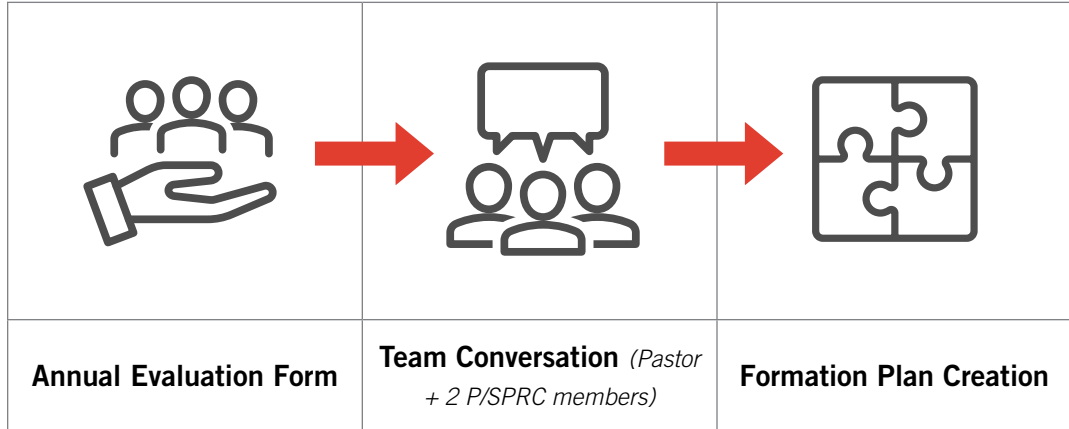 Annual Evaluation Form
Team Conversation (Pastor
+ 2 P/SPRC members)
Formation Plan Creation